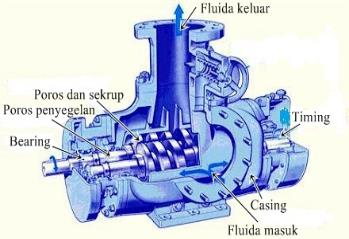 Fluida keluar
Poros dan sekrup
Poros penyegelan
Bearing
Timing
Casing
Fluida masuk